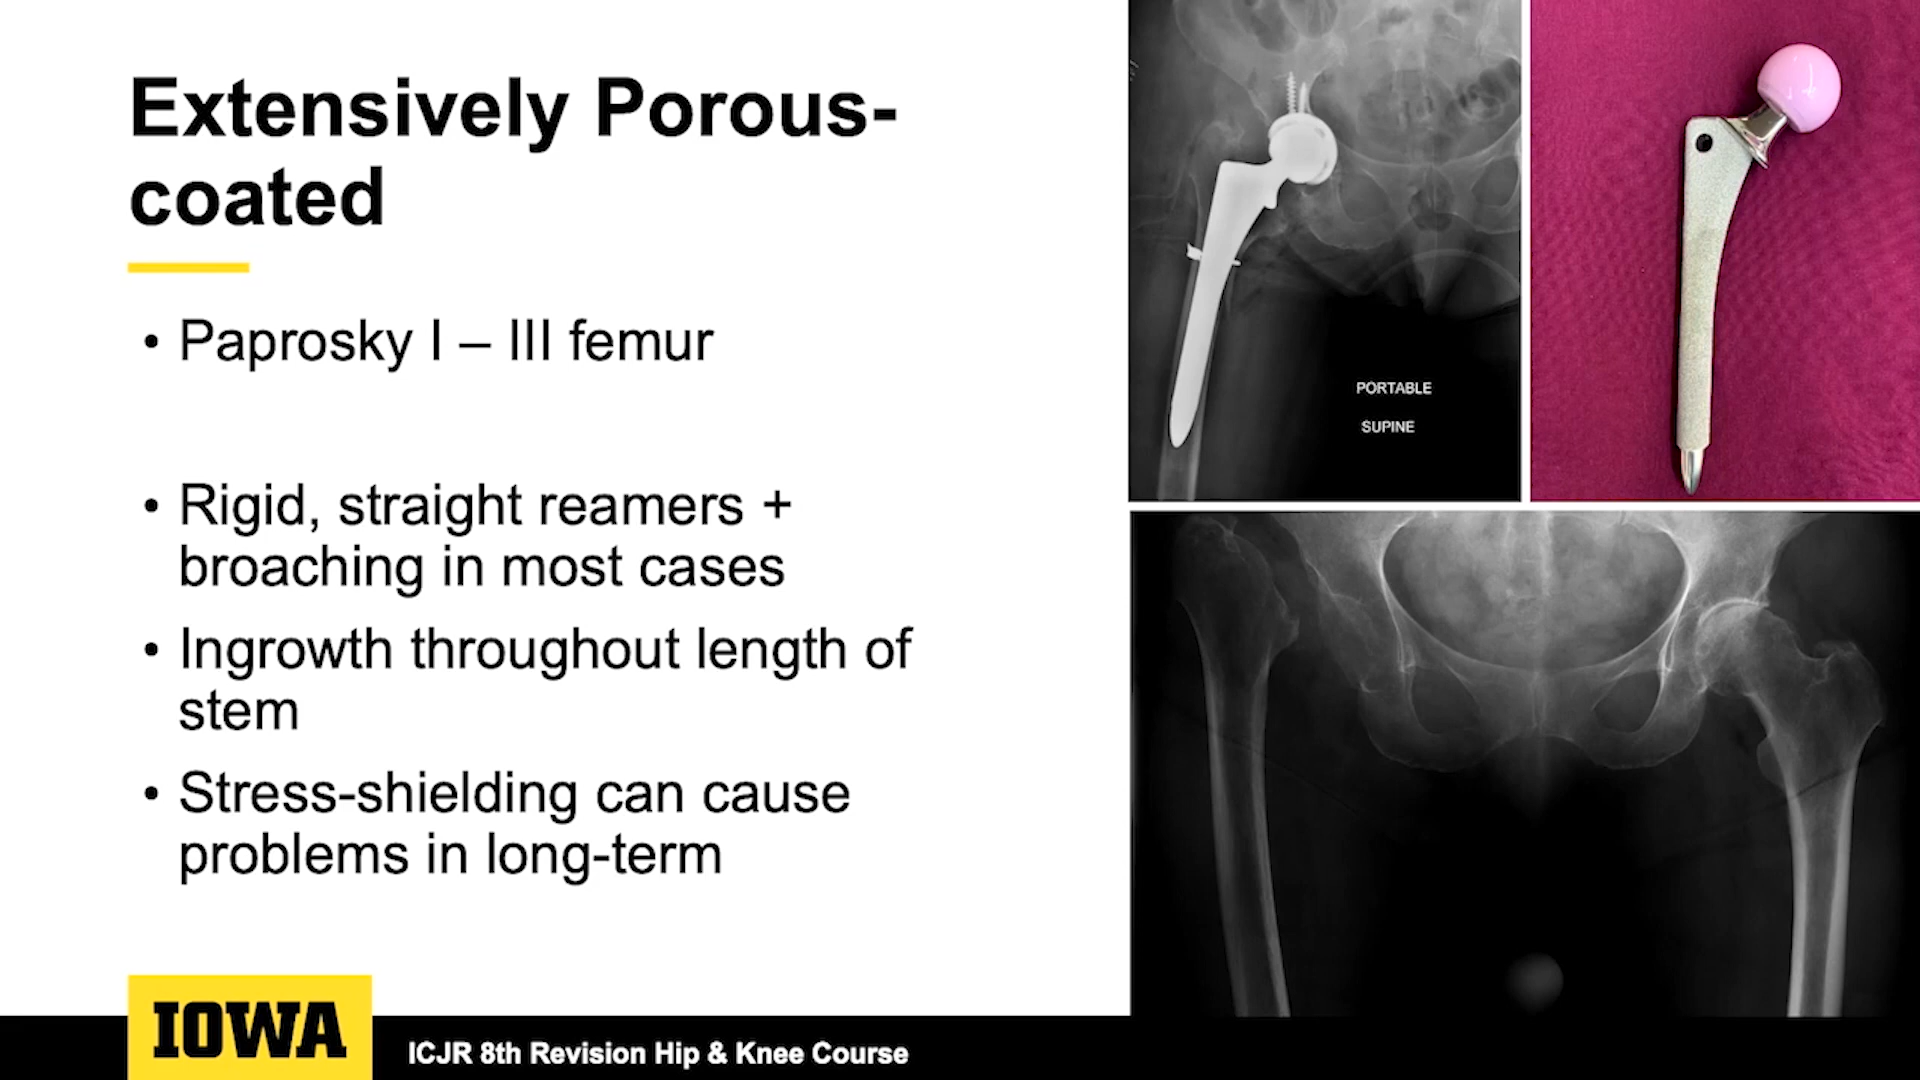 Extensively Porous-
coated
• Paprosky I – III femur
• Rigid, straight reamers +
broaching in most cases
• Ingrowth throughout length of
stem
• Stress-shielding can cause
problems in long-term
PORTABLE
SUPINE
IOWA
ICJR 8th Revision Hip & Knee Course